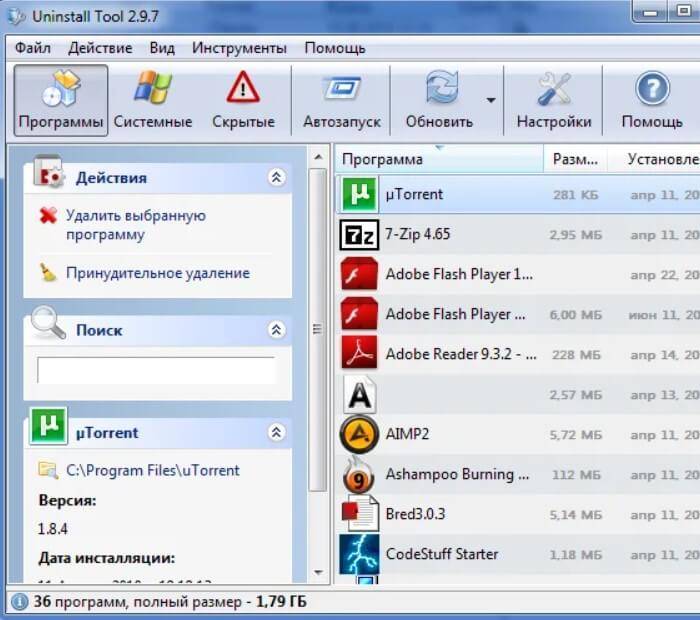 Uninstall Tool 2.9.7
Файл Действие Вид Инструменты Помощь
Программы Системные Скрытые Автозапуск Обновить Настройки Помощь
Действия
Удалить выбранную
программу
Принудительное удаление
Поиск
µTorrent
C:\Program Files\uTorrent
Версия:
1.8.4
Дата инсталляции:
Программа Разм... Установле
µTorrent 281 КБ апр 11, 20
7-Zip 4.65 2,95 МБ апр 11, 20
Adobe Flash Player 1... апр 22, 20
Adobe Flash Player ... 6,00 МБ июн 11, 20
Adobe Reader 9.3.2 - ... 228 МБ апр 14, 20
2,57 МБ апр 13, 20
AIMP2 5,72 МБ апр 11, 20
Ashampoo Burning ... 112 МБ апр 11, 20
Bred3.0.3 5,14 МБ апр 11, 20
CodeStuff Starter 1,18 МБ апр 11, 20
36 программ, полный размер - 1,79 ГБ